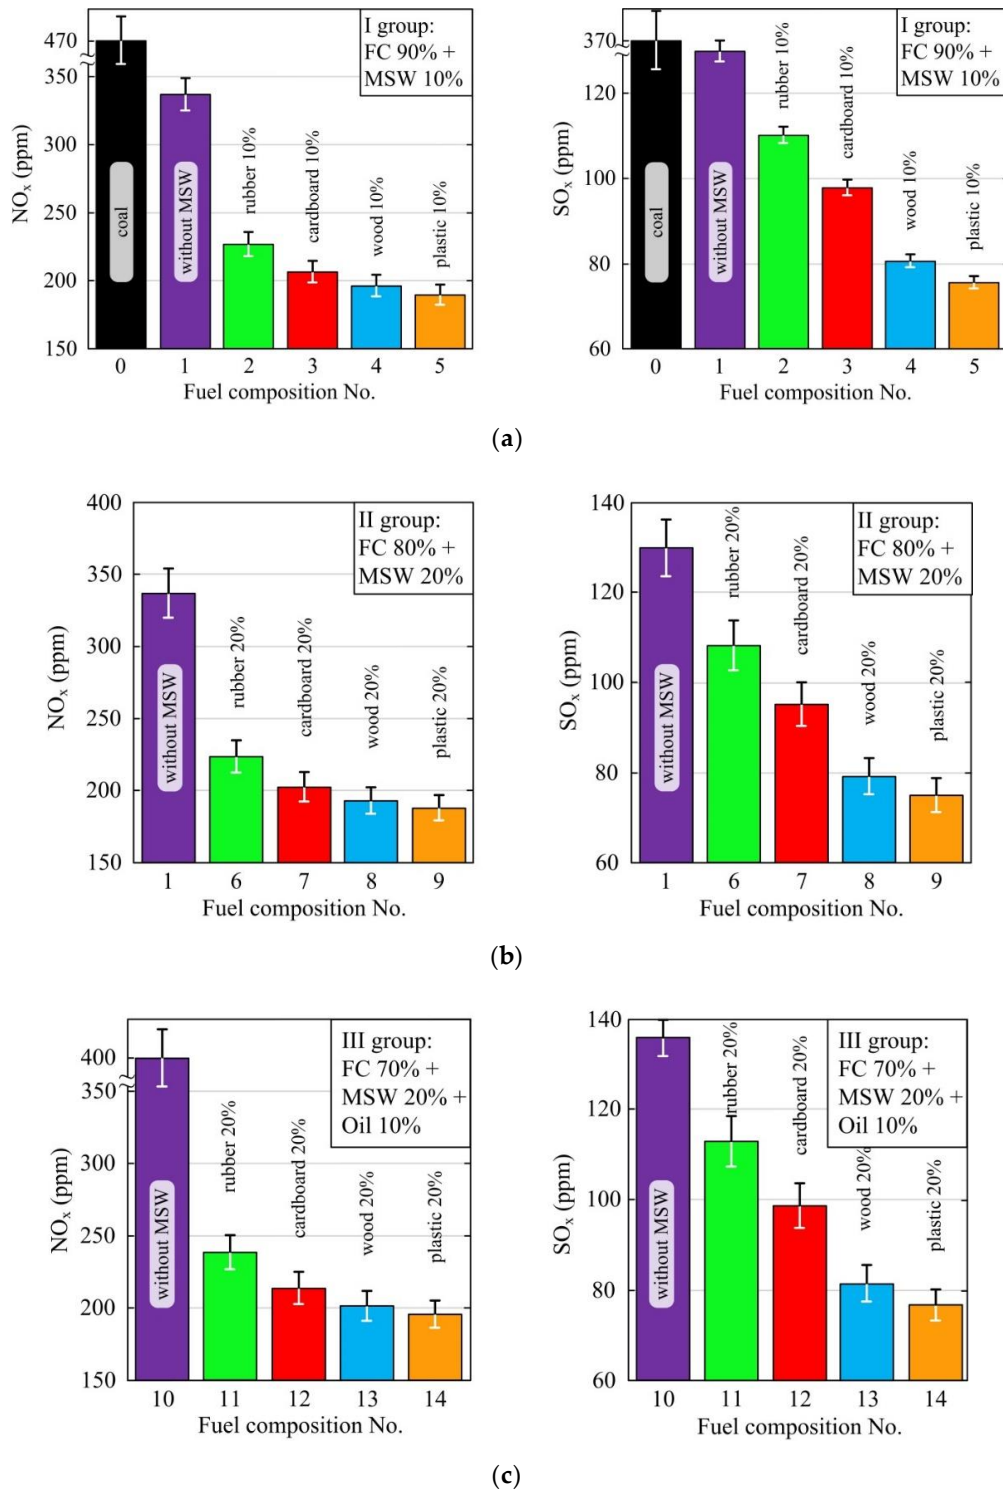 I group:
FC 90% +
MSW 10%
NOₓ (ppm)
470
350
300
250
200
150
coal
without MSW
rubber 10%
cardboard 10%
wood 10%
plastic 10%
0 1 2 3 4 5
Fuel composition No.
I group:
FC 90% +
MSW 10%
SOₓ (ppm)
370
120
100
80
60
coal
without MSW
rubber 10%
cardboard 10%
wood 10%
plastic 10%
0 1 2 3 4 5
Fuel composition No.
(a)
II group:
FC 80% +
MSW 20%
NOₓ (ppm)
400
350
300
250
200
150
without MSW
rubber 20%
cardboard 20%
wood 20%
plastic 20%
1 6 7 8 9
Fuel composition No.
II group:
FC 80% +
MSW 20%
SOₓ (ppm)
140
120
100
80
60
without MSW
rubber 20%
cardboard 20%
wood 20%
plastic 20%
1 6 7 8 9
Fuel composition No.
(b)
III group:
FC 70% +
MSW 20% +
Oil 10%
NOₓ (ppm)
400
350
300
250
200
150
without MSW
rubber 20%
cardboard 20%
wood 20%
plastic 20%
10 11 12 13 14
Fuel composition No.
III group:
FC 70% +
MSW 20% +
Oil 10%
SOₓ (ppm)
140
120
100
80
60
without MSW
rubber 20%
cardboard 20%
wood 20%
plastic 20%
10 11 12 13 14
Fuel composition No.
(c)